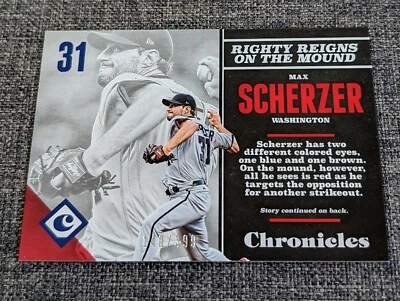 31
RIGHTY REIGNS
ON THE MOUND
MAX
SCHERZER
WASHINGTON
Scherzer has two
different colored eyes,
one blue and one brown.
On the mound, however,
all he sees is red as he
targets the opposition
for another strikeout.
Story continued on back.
Chronicles
C
31